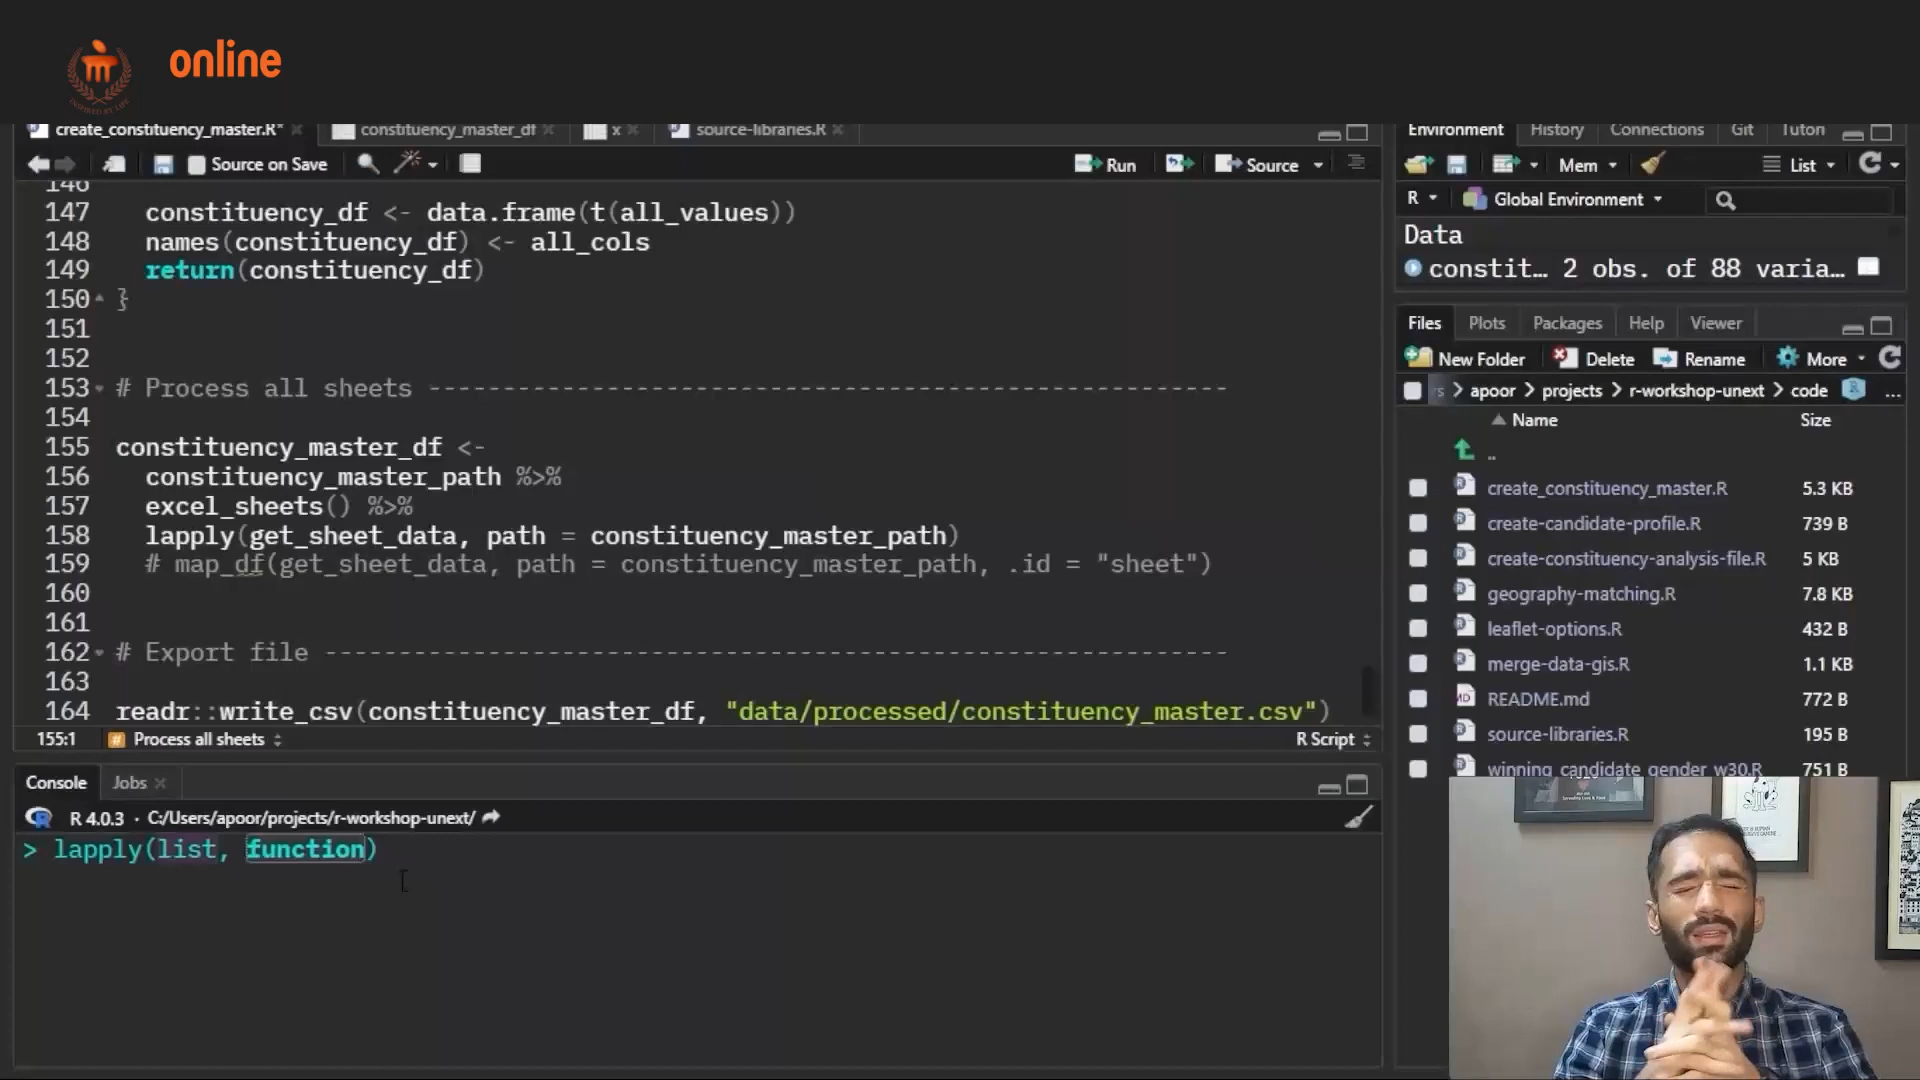 online
INSPIRED BY LIFE
create_constituency_master.R*
constituency_master_df
x
source-libraries.R
Source on Save
Run
Source
146
147 constituency_df <- data.frame(t(all_values))
148 names(constituency_df) <- all_cols
149 return(constituency_df)
150 }
151
152
153 # Process all sheets
154
155 constituency_master_df <-
156 constituency_master_path %>%
157 excel_sheets() %>%
158 lapply(get_sheet_data, path = constituency_master_path)
159 # map_df(get_sheet_data, path = constituency_master_path, .id = "sheet")
160
161
162 # Export file
163
164 readr::write_csv(constituency_master_df, "data/processed/constituency_master.csv")
155:1 # Process all sheets R Script
Console Jobs
R 4.0.3 · C:/Users/apoor/projects/r-workshop-unext/
> lapply(list, function)
Environment History Connections Git Tuton
Mem List
R Global Environment
Data
constit… 2 obs. of 88 varia…
Files Plots Packages Help Viewer
New Folder Delete Rename More
rs > apoor > projects > r-workshop-unext > code ...
Name Size
..
create_constituency_master.R 5.3 KB
create-candidate-profile.R 739 B
create-constituency-analysis-file.R 5 KB
geography-matching.R 7.8 KB
leaflet-options.R 432 B
merge-data-gis.R 1.1 KB
README.md 772 B
source-libraries.R 195 B
winning_candidate_gender_w30.R 751 B